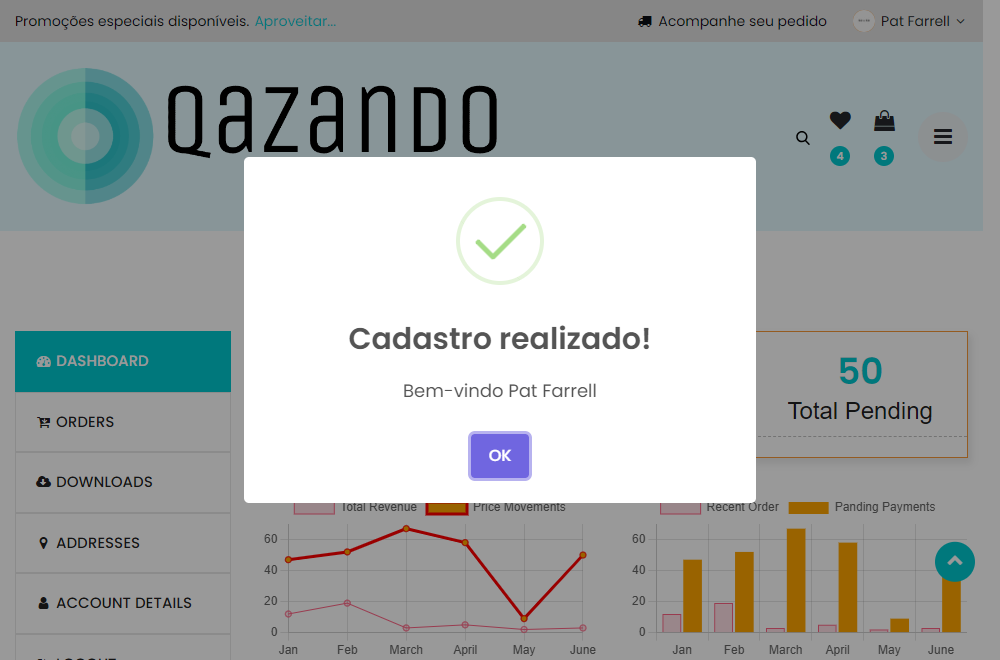 Promoções especiais disponíveis. Aproveitar...
Acompanhe seu pedido
Pat Farrell
QAZANDO
4
3
Cadastro realizado!
Bem-vindo Pat Farrell
OK
DASHBOARD
ORDERS
DOWNLOADS
ADDRESSES
ACCOUNT DETAILS
50
Total Pending
Total Revenue
Price Movements
60
40
20
0
Jan Feb March April May June
Recent Order
Panding Payments
60
40
20
0
Jan Feb March April May June